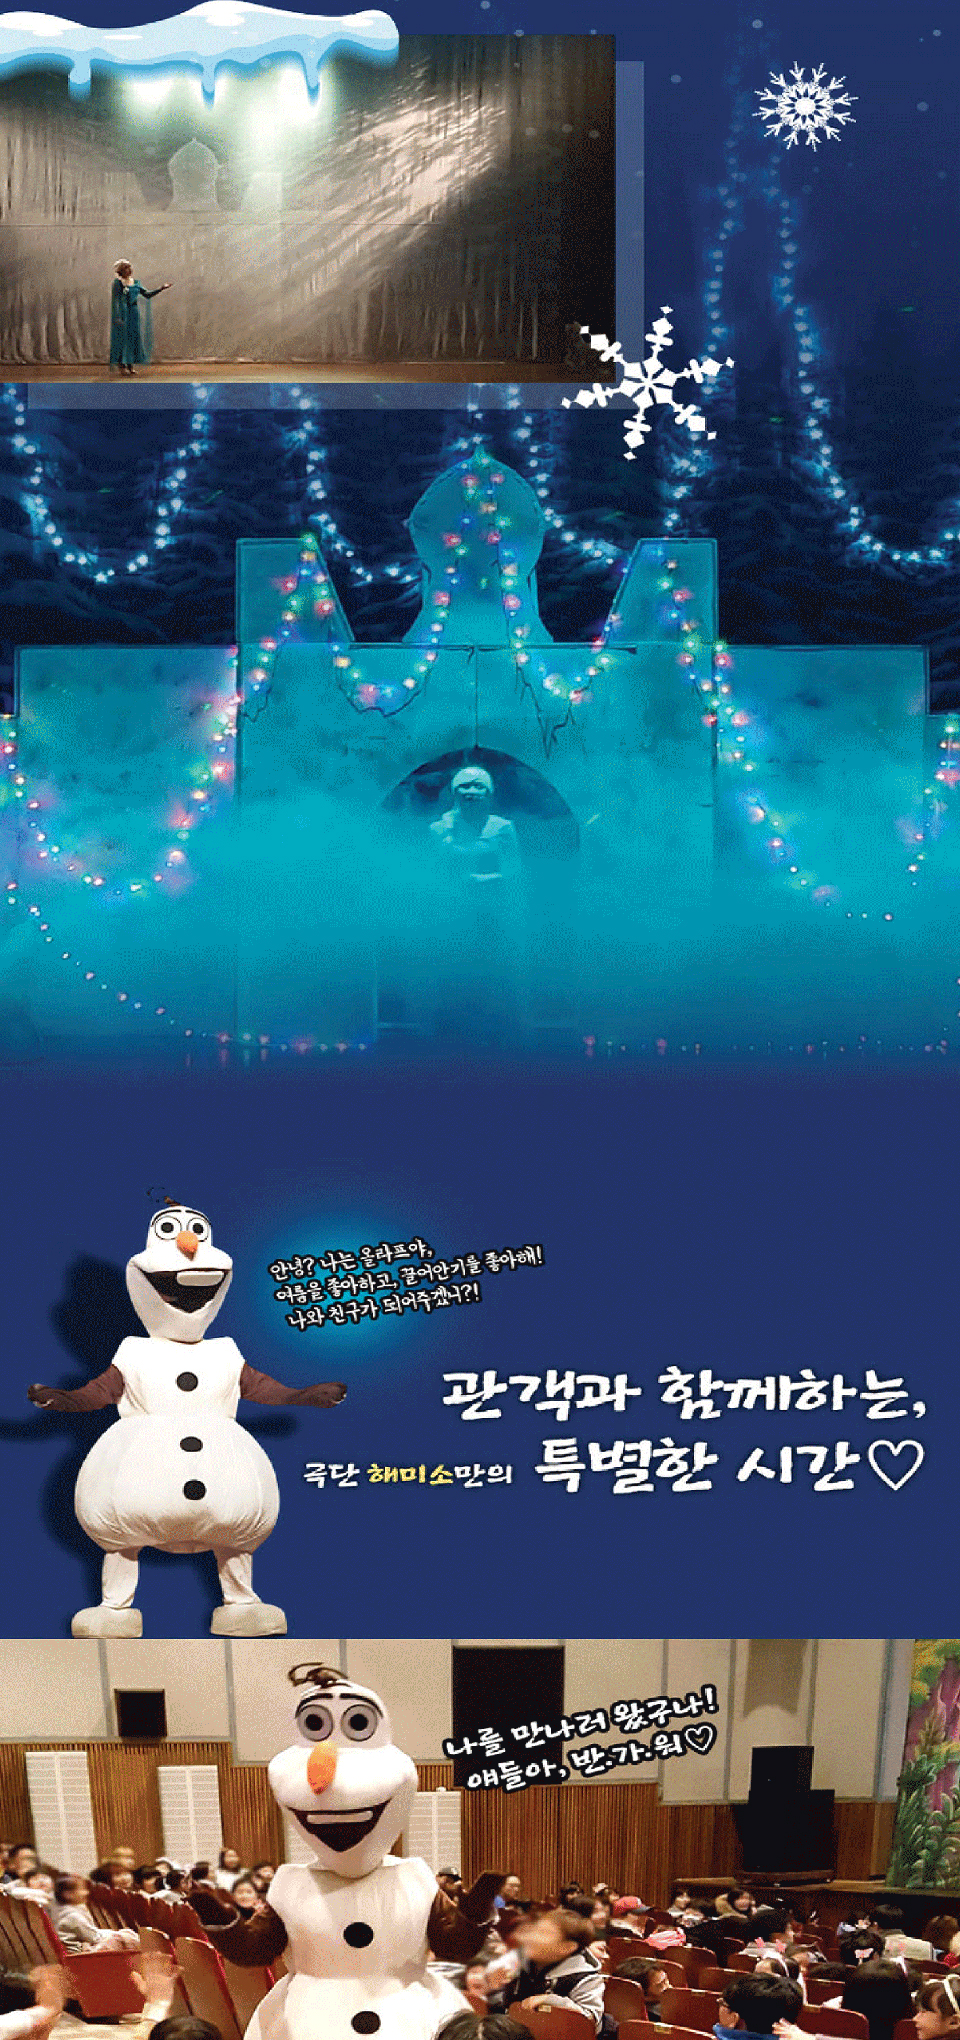 안녕? 나는 올라프야,
여름을 좋아하고, 끌어안기를 좋아해!
나와 친구가 되어주겠니?!
관객과 함께하는,
극단 해미소만의 특별한 시간♡
나를 만나러 왔구나!
얘들아, 반.가.워♡